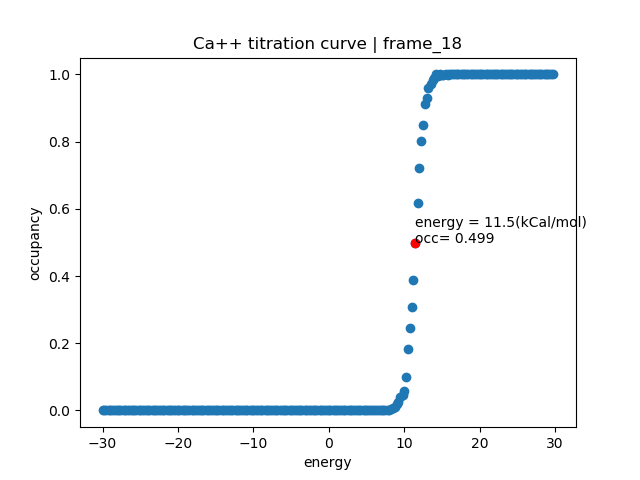 Ca++ titration curve | frame_18
occupancy
1.0
0.8
0.6
0.4
0.2
0.0
energy = 11.5(kCal/mol)
occ= 0.499
−30
−20
−10
0
10
20
30
energy